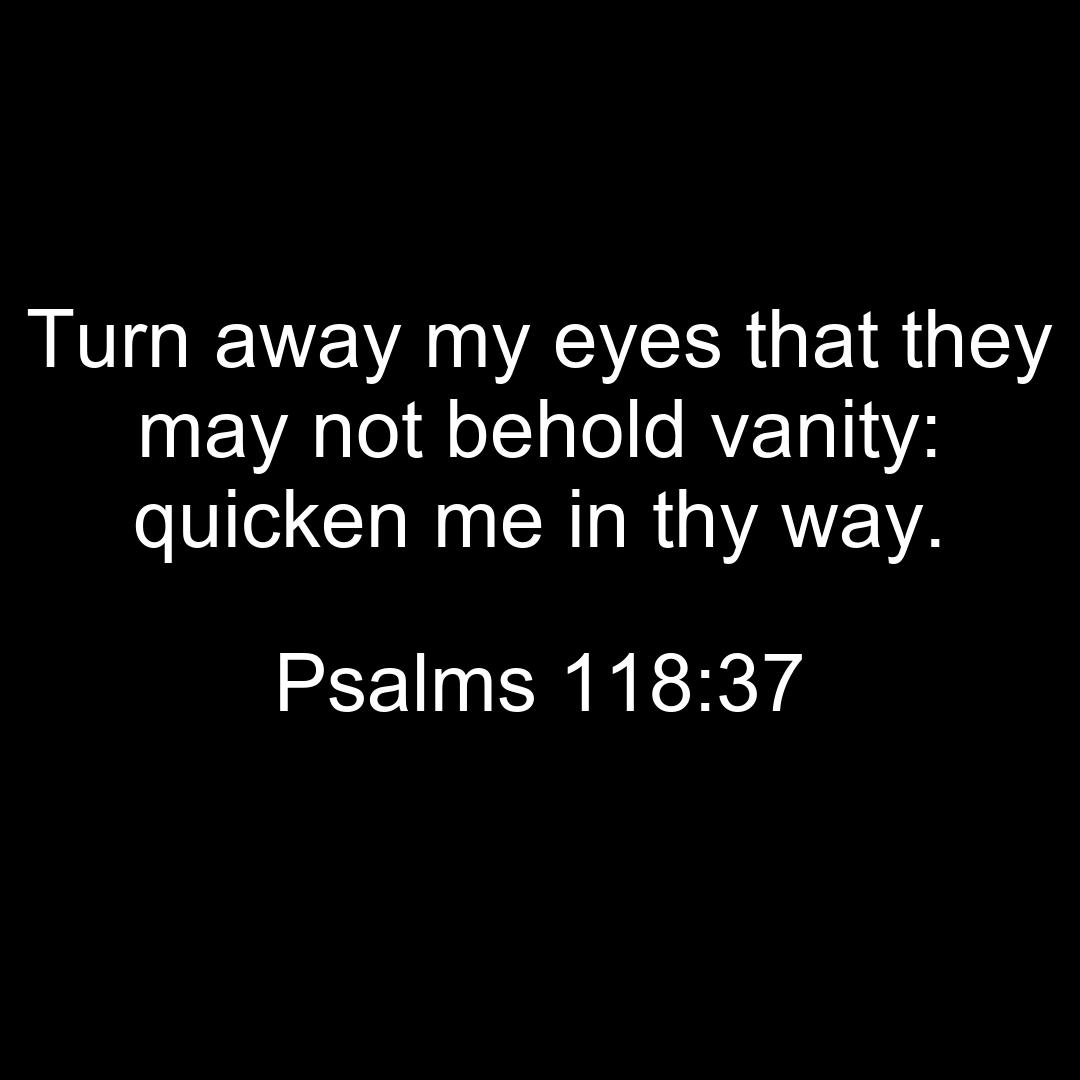 Turn away my eyes that they
may not behold vanity:
quicken me in thy way.
Psalms 118:37